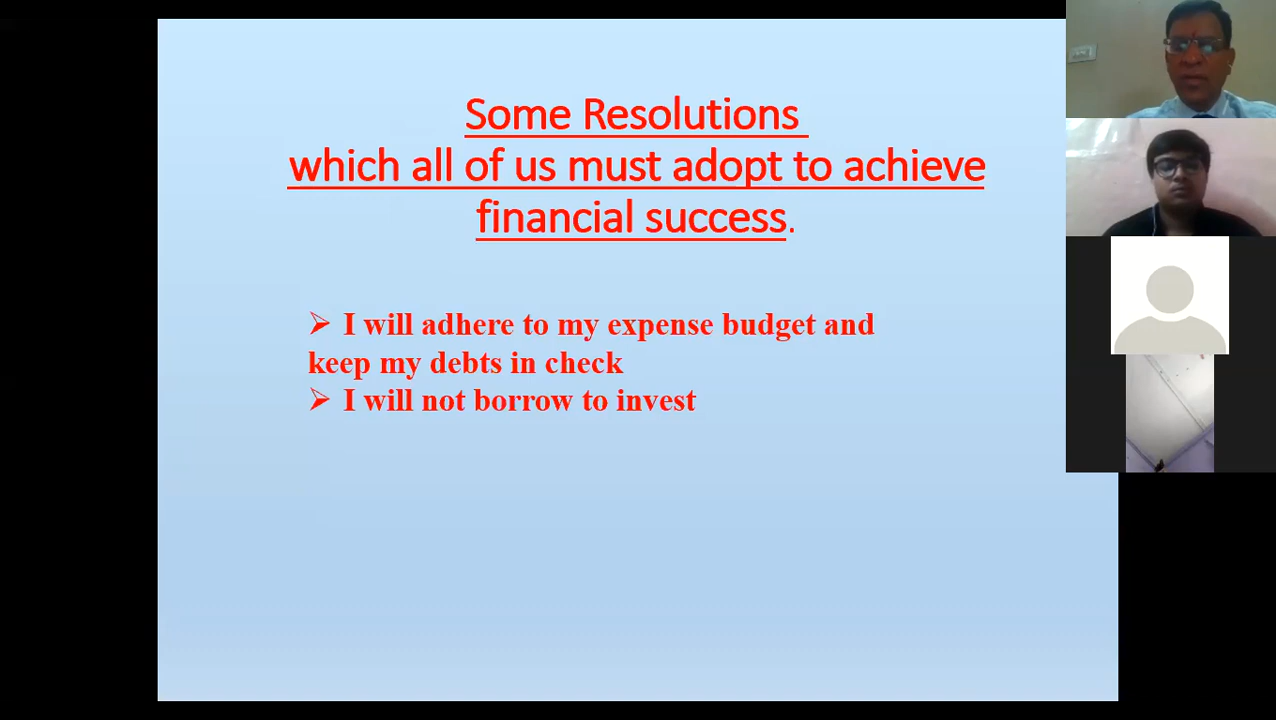 Some Resolutions
which all of us must adopt to achieve
financial success.
➢ I will adhere to my expense budget and
keep my debts in check
➢ I will not borrow to invest